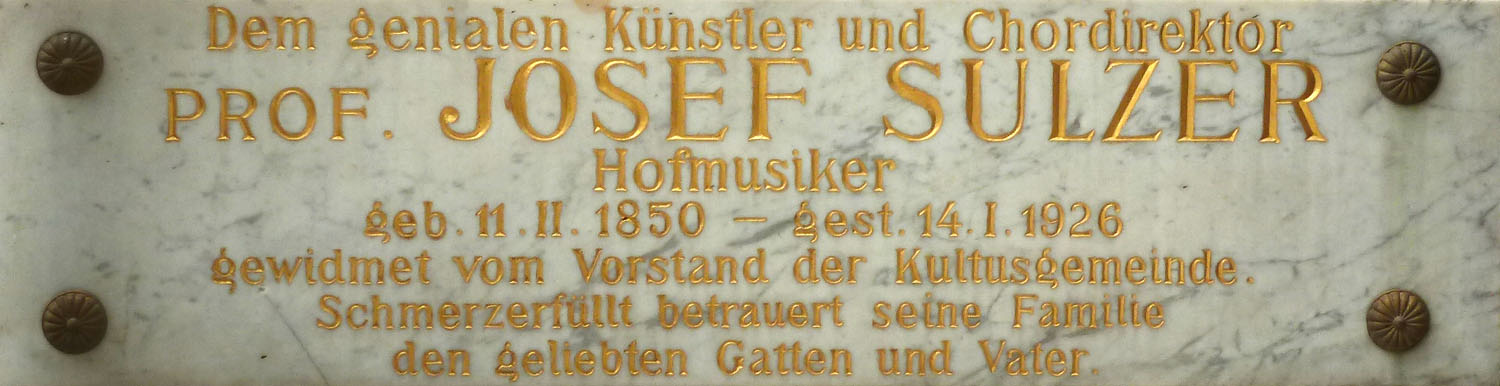 Dem genialen Künstler und Chordirektor
PROF. JOSEF SULZER
Hofmusiker
geb. 11. II. 1850 – gest. 14. I. 1926
gewidmet vom Vorstand der Kultusgemeinde.
Schmerzerfüllt betrauert seine Familie
den geliebten Gatten und Vater.